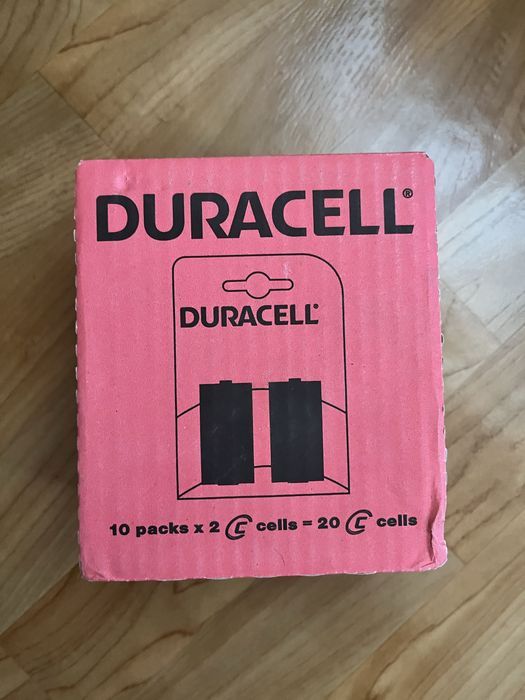 DURACELL®
DURACELL®
10 packs x 2 C cells = 20 C cells